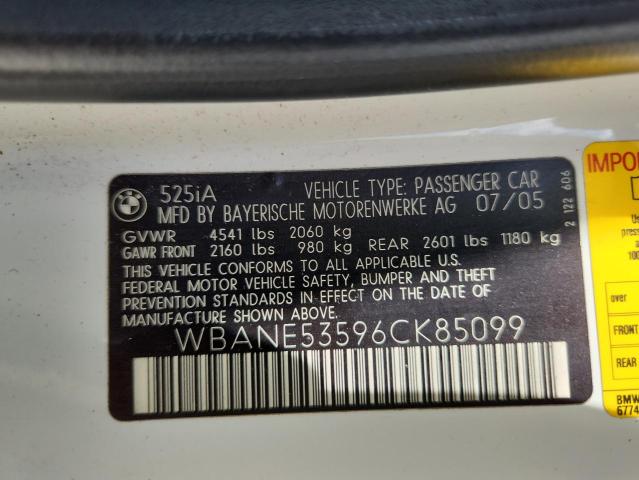 BMW
525iA VEHICLE TYPE: PASSENGER CAR
MFD BY BAYERISCHE MOTORENWERKE AG 07/05
GVWR 4541 lbs 2060 kg
GAWR FRONT 2160 lbs 980 kg REAR 2601 lbs 1180 kg
THIS VEHICLE CONFORMS TO ALL APPLICABLE U.S.
FEDERAL MOTOR VEHICLE SAFETY, BUMPER AND THEFT
PREVENTION STANDARDS IN EFFECT ON THE DATE OF
MANUFACTURE SHOWN ABOVE.
WBANE53596CK85099
2 122 606
IMPOR
over
FRONT
REAR
BMW
6774